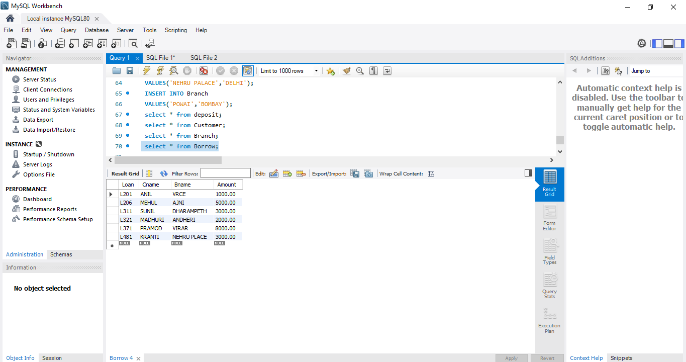 MySQL Workbench
Local instance MySQL80 ×
File Edit View Query Database Server Tools Scripting Help
Navigator
MANAGEMENT
Server Status
Client Connections
Users and Privileges
Status and System Variables
Data Export
Data Import/Restore
INSTANCE
Startup / Shutdown
Server Logs
Options File
PERFORMANCE
Dashboard
Performance Reports
Performance Schema Setup
Administration Schemas
Information
No object selected
Object Info Session
Query 1 × SQL File 1* SQL File 2
Limit to 1000 rows
64 VALUES('NEHRU PALACE','DELHI');
65 INSERT INTO Branch
66 VALUES('POWAI','BOMBAY');
67 select * from deposit;
68 select * from Customer;
69 select * from Branch;
70 select * from Borrow;
Result Grid Filter Rows: Edit: Export/Import: Wrap Cell Content:
Loan Cname Bname Amount
L201 ANIL VRCE 1000.00
L206 MEHUL AJNI 5000.00
L311 SUNIL DHARAMPETH 3000.00
L321 MADHURI ANDHERI 2000.00
L371 PRAMOD VIRAR 8000.00
L481 KRANTI NEHRU PLACE 3000.00
NULL NULL NULL NULL
Result Grid
Form Editor
Field Types
Query Stats
Execution Plan
Borrow 4 ×
Apply Revert
SQL Additions
Jump to
Automatic context help is
disabled. Use the toolbar to
manually get help for the
current caret position or to
toggle automatic help.
Context Help Snippets